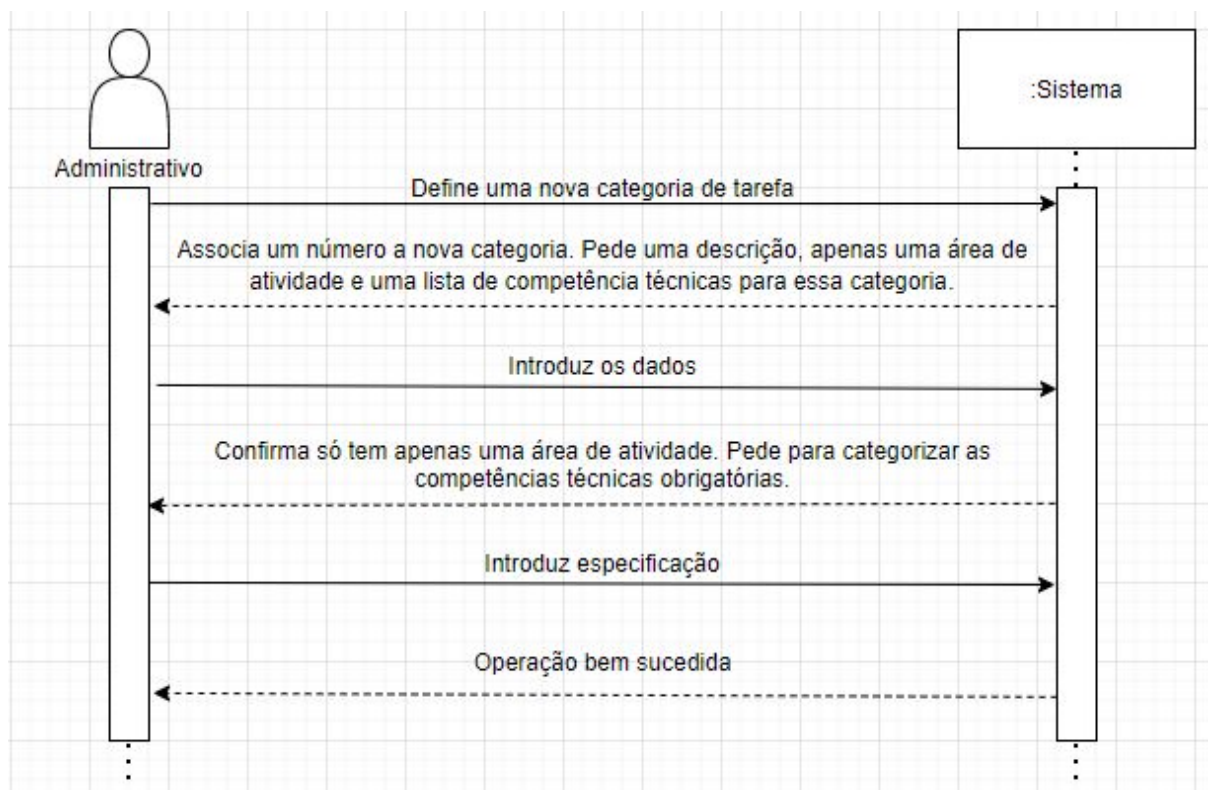 :Sistema
Administrativo
Define uma nova categoria de tarefa
Associa um número a nova categoria. Pede uma descrição, apenas uma área de
atividade e uma lista de competência técnicas para essa categoria.
Introduz os dados
Confirma só tem apenas uma área de atividade. Pede para categorizar as
competências técnicas obrigatórias.
Introduz especificação
Operação bem sucedida